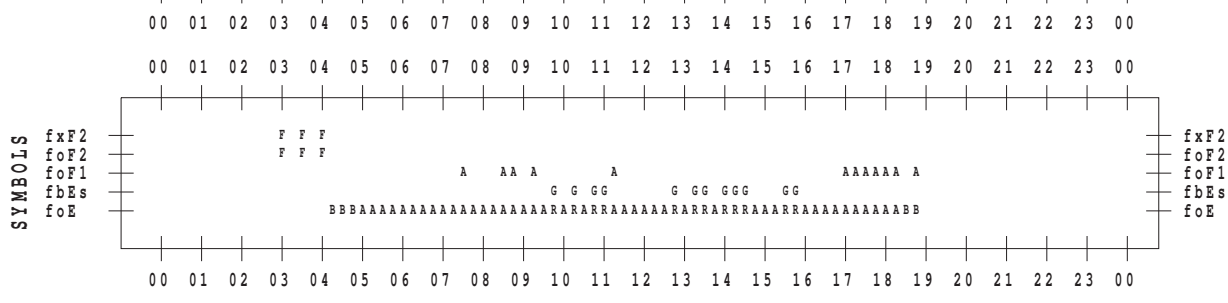 00 01 02 03 04 05 06 07 08 09 10 11 12 13 14 15 16 17 18 19 20 21 22 23 00
00 01 02 03 04 05 06 07 08 09 10 11 12 13 14 15 16 17 18 19 20 21 22 23 00
SYMBOLS
fxF2 F F F fxF2
foF2 F F F foF2
foF1 A AA A A AAAAAA A foF1
fbEs G G GG G GG GGG GG fbEs
foE BBBAAAAAAAAAAAAAAAAAAARARARRAAAAAARARRARRRAAARRAAAAAAAAAABB foE
00 01 02 03 04 05 06 07 08 09 10 11 12 13 14 15 16 17 18 19 20 21 22 23 00